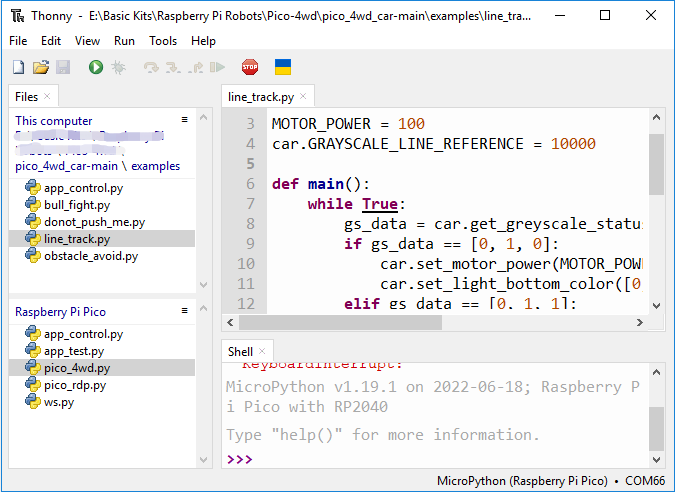 Thonny - E:\Basic Kits\Raspberry Pi Robots\Pico-4wd\pico_4wd_car-main\examples\line_tra...
File Edit View Run Tools Help
STOP
Files
This computer
pico_4wd_car-main \ examples
app_control.py
bull_fight.py
donot_push_me.py
line_track.py
obstacle_avoid.py
Raspberry Pi Pico
app_control.py
app_test.py
pico_4wd.py
pico_rdp.py
ws.py
line_track.py
3 MOTOR_POWER = 100
4 car.GRAYSCALE_LINE_REFERENCE = 10000
5
6 def main():
7 while True:
8 gs_data = car.get_greyscale_statu
9 if gs_data == [0, 1, 0]:
10 car.set_motor_power(MOTOR_POW
11 car.set_light_bottom_color([0
12 elif gs_data == [0, 1, 1]:
Shell
KeyboardInterrupt:
MicroPython v1.19.1 on 2022-06-18; Raspberry P
i Pico with RP2040
Type "help()" for more information.
>>>
MicroPython (Raspberry Pi Pico) • COM66